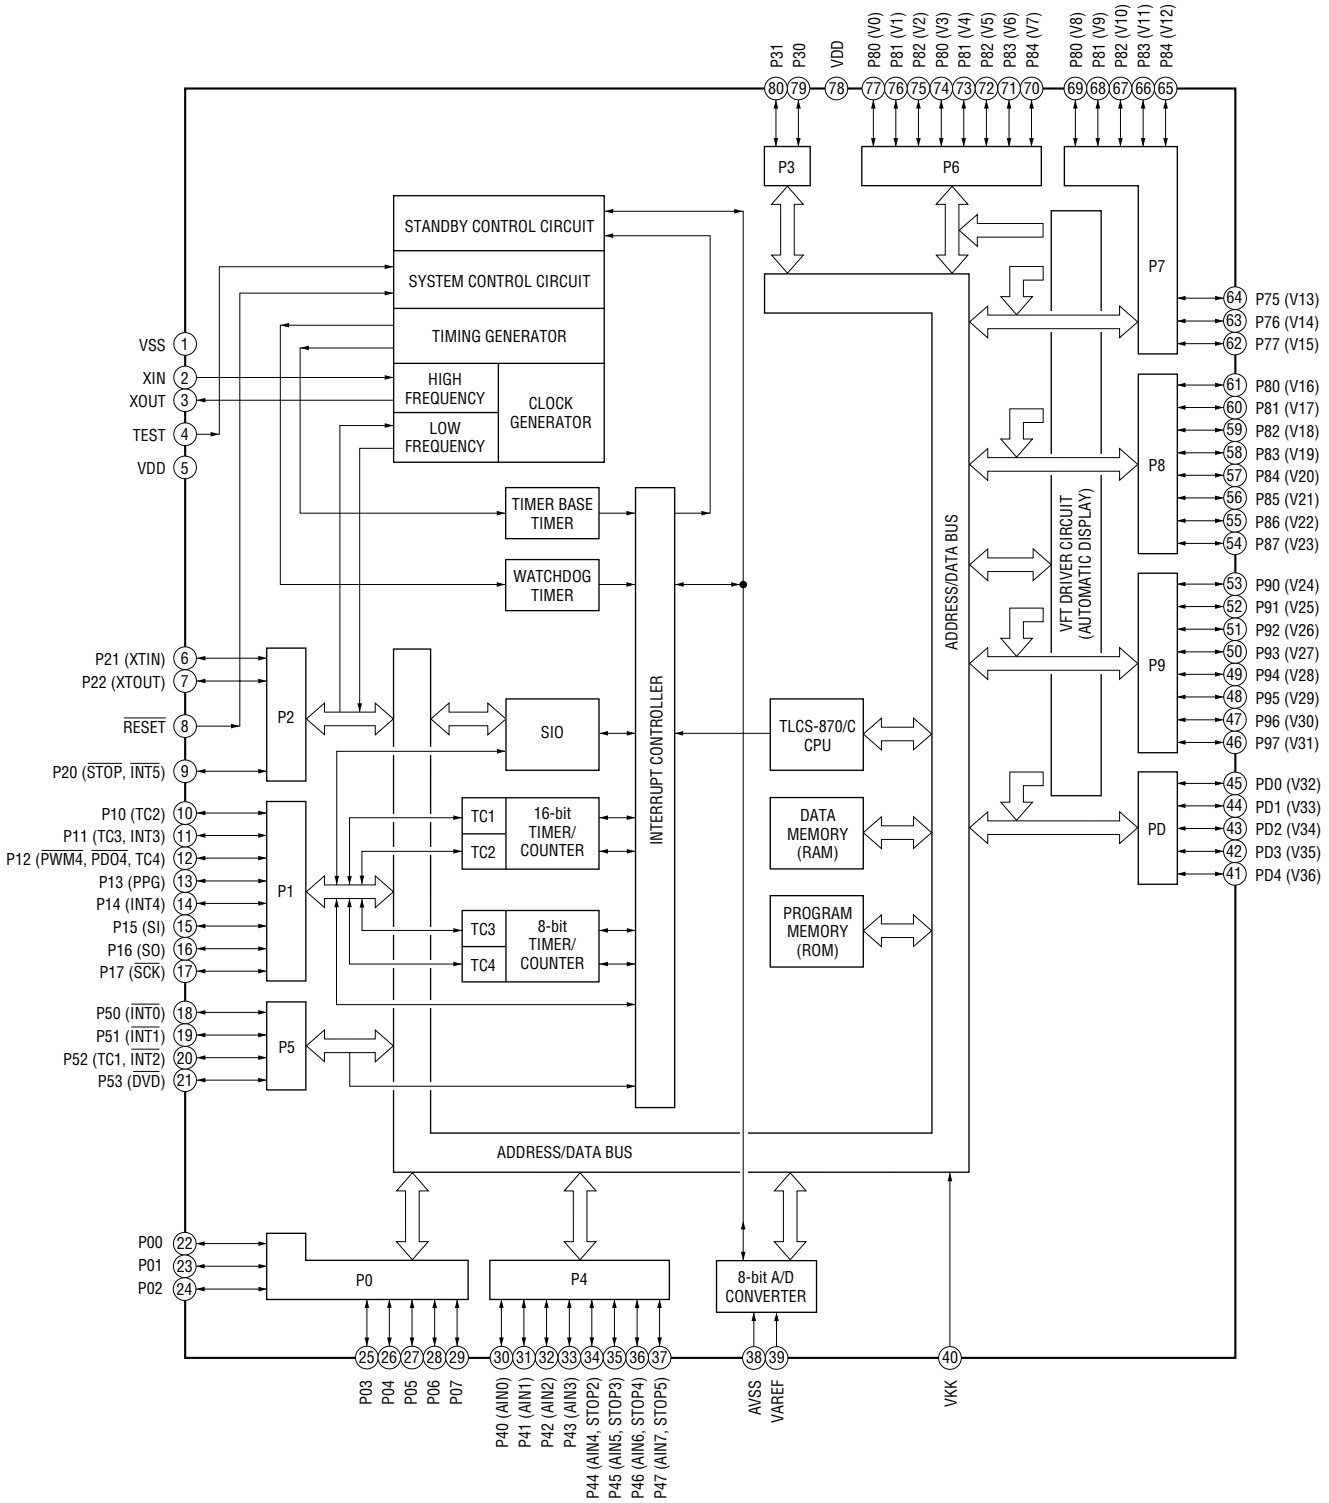 P31
P30
VDD
P80 (V0)
P81 (V1)
P82 (V2)
P80 (V3)
P81 (V4)
P82 (V5)
P83 (V6)
P84 (V7)
P80 (V8)
P81 (V9)
P82 (V10)
P83 (V11)
P84 (V12)
80
79
78
77
76
75
74
73
72
71
70
69
68
67
66
65
P3
P6
P7
STANDBY CONTROL CIRCUIT
SYSTEM CONTROL CIRCUIT
TIMING GENERATOR
HIGH
FREQUENCY
LOW
FREQUENCY
CLOCK
GENERATOR
VSS 1
XIN 2
XOUT 3
TEST 4
VDD 5
64 P75 (V13)
63 P76 (V14)
62 P77 (V15)
61 P80 (V16)
60 P81 (V17)
59 P82 (V18)
58 P83 (V19)
57 P84 (V20)
56 P85 (V21)
55 P86 (V22)
54 P87 (V23)
P8
TIMER BASE
TIMER
WATCHDOG
TIMER
ADDRESS/DATA BUS
VFT DRIVER CIRCUIT
(AUTOMATIC DISPLAY)
53 P90 (V24)
52 P91 (V25)
51 P92 (V26)
50 P93 (V27)
49 P94 (V28)
48 P95 (V29)
47 P96 (V30)
46 P97 (V31)
P9
P21 (XTIN) 6
P22 (XTOUT) 7
RESET 8
P20 (STOP, INT5) 9
P2
SIO
INTERRUPT CONTROLLER
TLCS-870/C
CPU
45 PD0 (V32)
44 PD1 (V33)
43 PD2 (V34)
42 PD3 (V35)
41 PD4 (V36)
PD
P10 (TC2) 10
P11 (TC3, INT3) 11
P12 (PWM4, PDO4, TC4) 12
P13 (PPG) 13
P14 (INT4) 14
P15 (SI) 15
P16 (SO) 16
P17 (SCK) 17
P1
TC1
TC2
16-bit
TIMER/
COUNTER
DATA
MEMORY
(RAM)
TC3
TC4
8-bit
TIMER/
COUNTER
PROGRAM
MEMORY
(ROM)
P50 (INT0) 18
P51 (INT1) 19
P52 (TC1, INT2) 20
P53 (DVD) 21
P5
ADDRESS/DATA BUS
P00 22
P01 23
P02 24
P0
P4
8-bit A/D
CONVERTER
25
26
27
28
29
30
31
32
33
34
35
36
37
38
39
40
P03
P04
P05
P06
P07
P40 (AIN0)
P41 (AIN1)
P42 (AIN2)
P43 (AIN3)
P44 (AIN4, STOP2)
P45 (AIN5, STOP3)
P46 (AIN6, STOP4)
P47 (AIN7, STOP5)
AVSS
VAREF
VKK